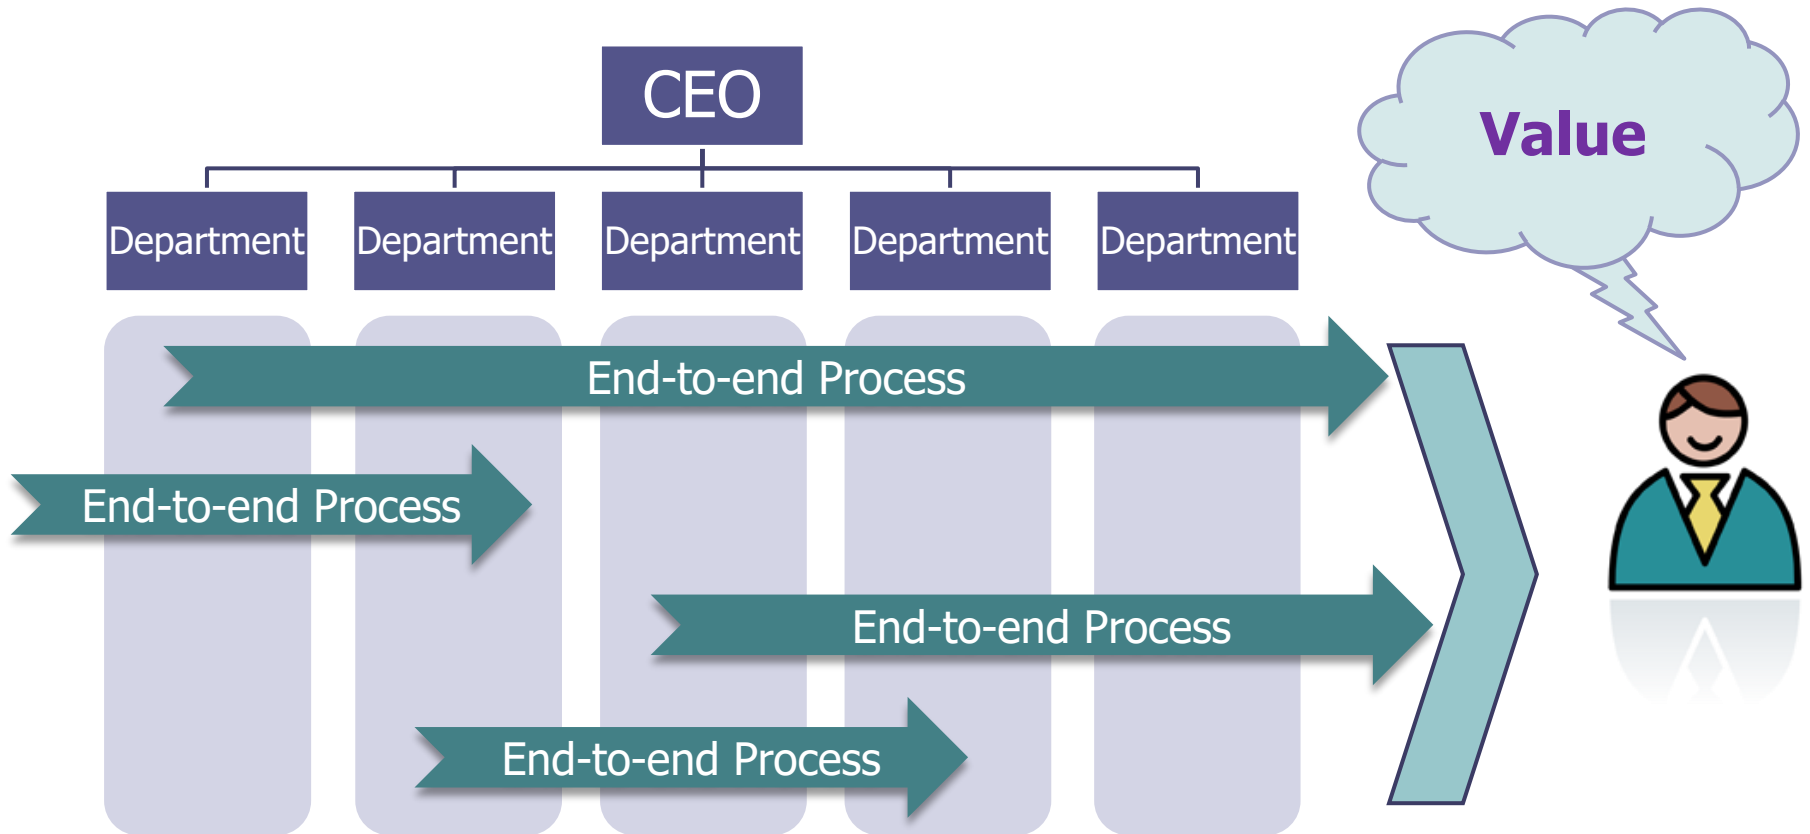 CEO
Value
Department
Department
Department
Department
Department
End-to-end Process
End-to-end Process
End-to-end Process
End-to-end Process